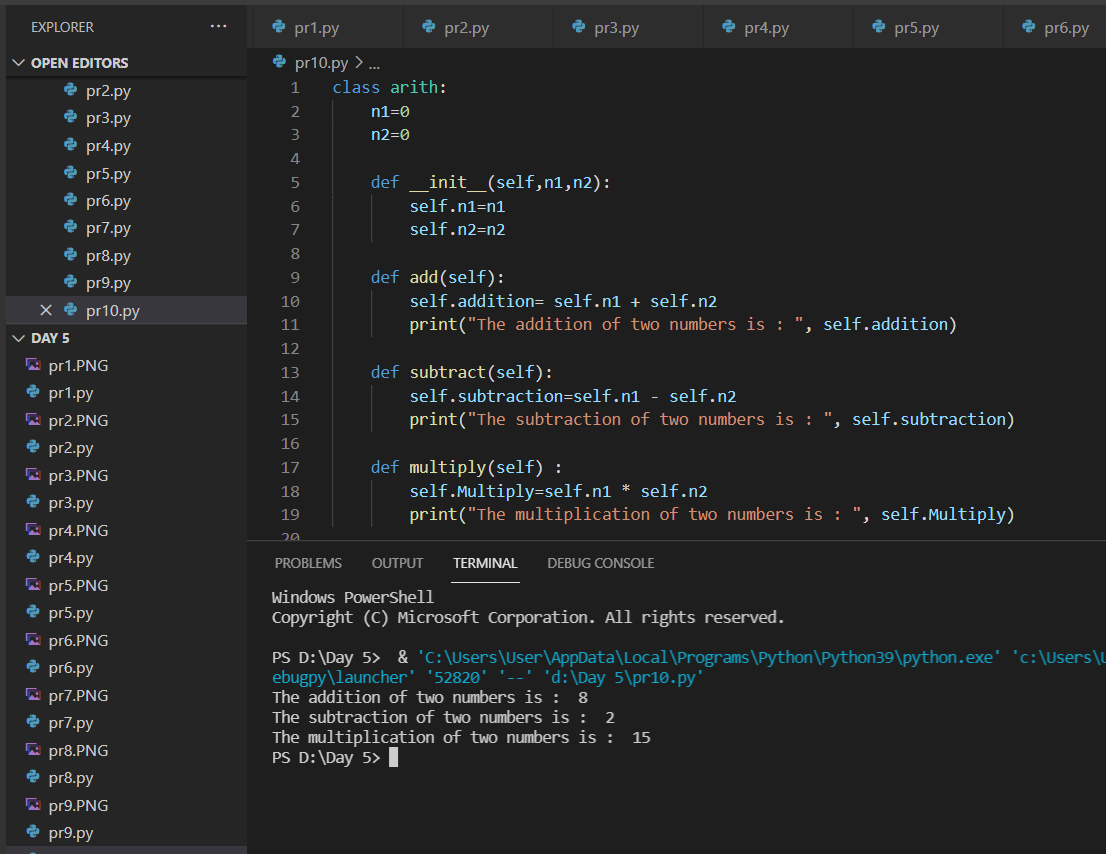 EXPLORER ...
OPEN EDITORS
pr2.py
pr3.py
pr4.py
pr5.py
pr6.py
pr7.py
pr8.py
pr9.py
pr10.py
DAY 5
pr1.PNG
pr1.py
pr2.PNG
pr2.py
pr3.PNG
pr3.py
pr4.PNG
pr4.py
pr5.PNG
pr5.py
pr6.PNG
pr6.py
pr7.PNG
pr7.py
pr8.PNG
pr8.py
pr9.PNG
pr9.py
pr1.py pr2.py pr3.py pr4.py pr5.py pr6.py
pr10.py > ...
1 class arith:
2 n1=0
3 n2=0
4
5 def __init__(self,n1,n2):
6 self.n1=n1
7 self.n2=n2
8
9 def add(self):
10 self.addition= self.n1 + self.n2
11 print("The addition of two numbers is : ", self.addition)
12
13 def subtract(self):
14 self.subtraction=self.n1 - self.n2
15 print("The subtraction of two numbers is : ", self.subtraction)
16
17 def multiply(self) :
18 self.Multiply=self.n1 * self.n2
19 print("The multiplication of two numbers is : ", self.Multiply)
20
PROBLEMS OUTPUT TERMINAL DEBUG CONSOLE
Windows PowerShell
Copyright (C) Microsoft Corporation. All rights reserved.
PS D:\Day 5>  & 'C:\Users\User\AppData\Local\Programs\Python\Python39\python.exe' 'c:\Users\U
ebugpy\launcher' '52820' '--' 'd:\Day 5\pr10.py'
The addition of two numbers is :  8
The subtraction of two numbers is :  2
The multiplication of two numbers is :  15
PS D:\Day 5>